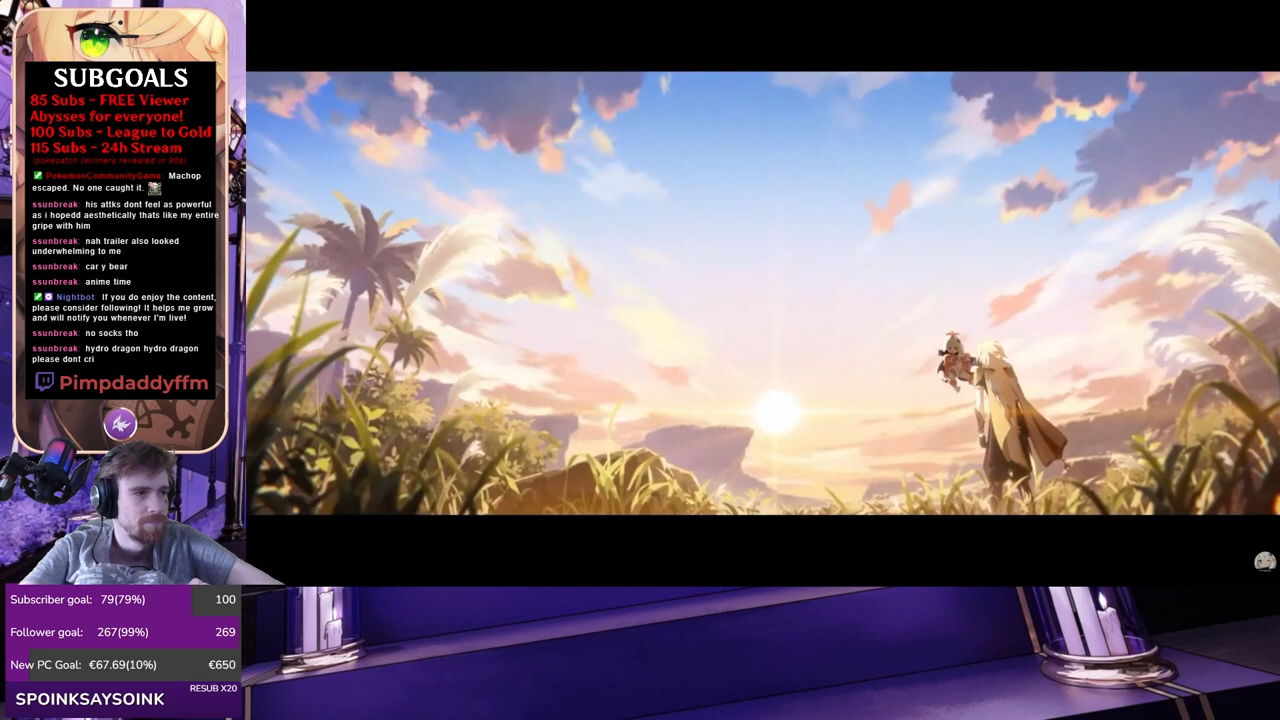 SUBGOALS
85 Subs - FREE Viewer
Abysses for everyone!
100 Subs - League to Gold
115 Subs - 24h Stream
!pokecatch (winners revealed in 90s)
PokemonCommunityGame: Machop
escaped. No one caught it.
ssunbreak: his attks dont feel as powerful
as i hopedd aesthetically thats like my entire
gripe with him
ssunbreak: nah trailer also looked
underwhelming to me
ssunbreak: car y bear
ssunbreak: anime time
Nightbot: If you do enjoy the content,
please consider following! It helps me grow
and will notify you whenever I'm live!
ssunbreak: no socks tho
ssunbreak: hydro dragon hydro dragon
please dont cri
Pimpdaddyffm
Subscriber goal: 79(79%) 100
Follower goal: 267(99%) 269
New PC Goal: €67.69(10%) €650
SPOINKSAYSOINK RESUB X20